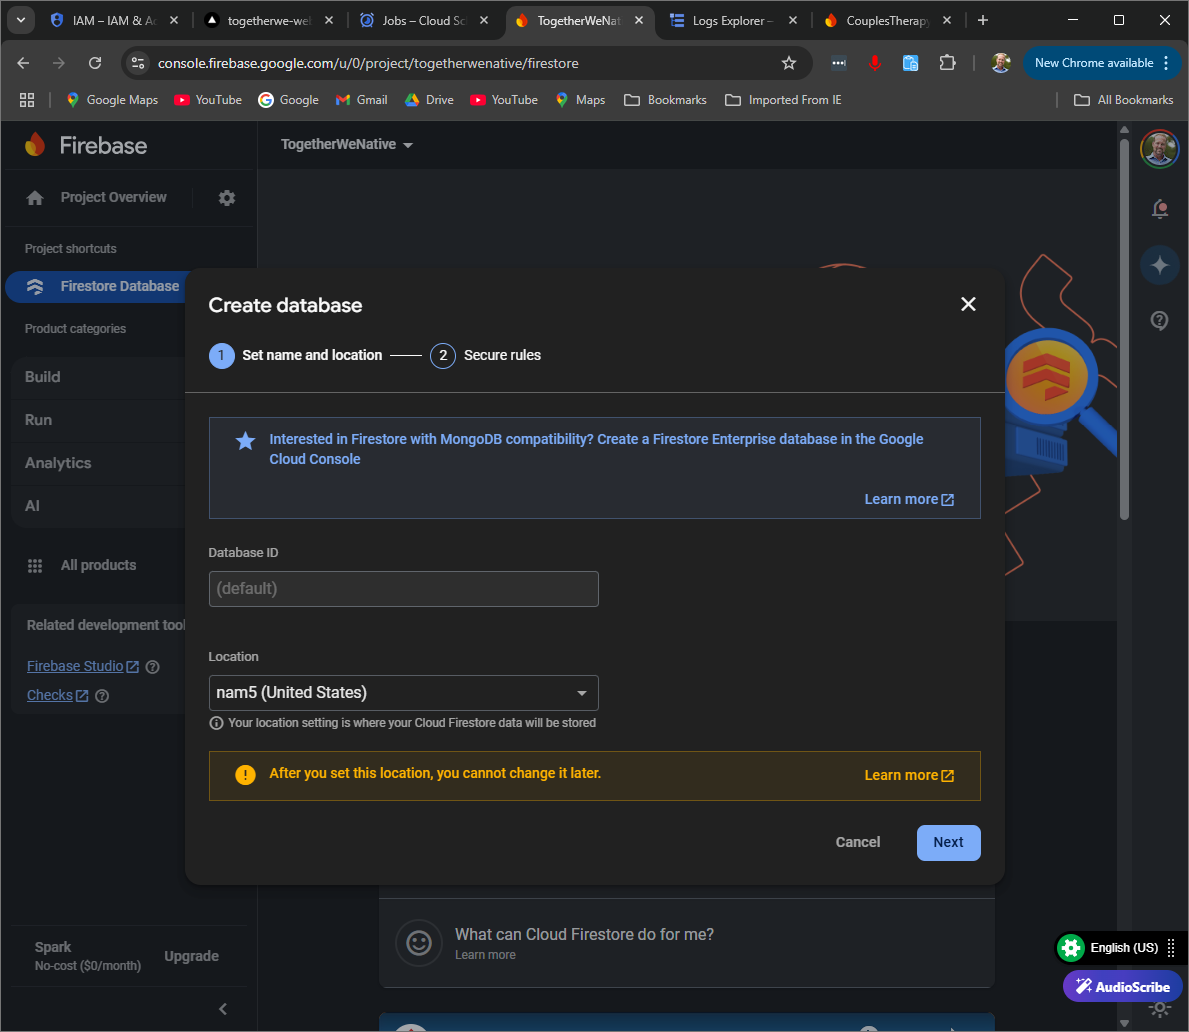 IAM – IAM & Ad
togetherwe-wel
Jobs – Cloud Sc
TogetherWeNat
Logs Explorer –
CouplesTherapy
console.firebase.google.com/u/0/project/togetherwenative/firestore
New Chrome available
Google Maps
YouTube
Google
Gmail
Drive
YouTube
Maps
Bookmarks
Imported From IE
All Bookmarks
Firebase
TogetherWeNative
Project Overview
Project shortcuts
Firestore Database
Product categories
Build
Run
Analytics
AI
All products
Related development tool
Firebase Studio
Checks
Spark
No-cost ($0/month)
Upgrade
Create database
1 Set name and location
2 Secure rules
Interested in Firestore with MongoDB compatibility? Create a Firestore Enterprise database in the Google
Cloud Console
Learn more
Database ID
(default)
Location
nam5 (United States)
Your location setting is where your Cloud Firestore data will be stored
After you set this location, you cannot change it later.
Learn more
Cancel
Next
What can Cloud Firestore do for me?
Learn more
English (US)
AudioScribe